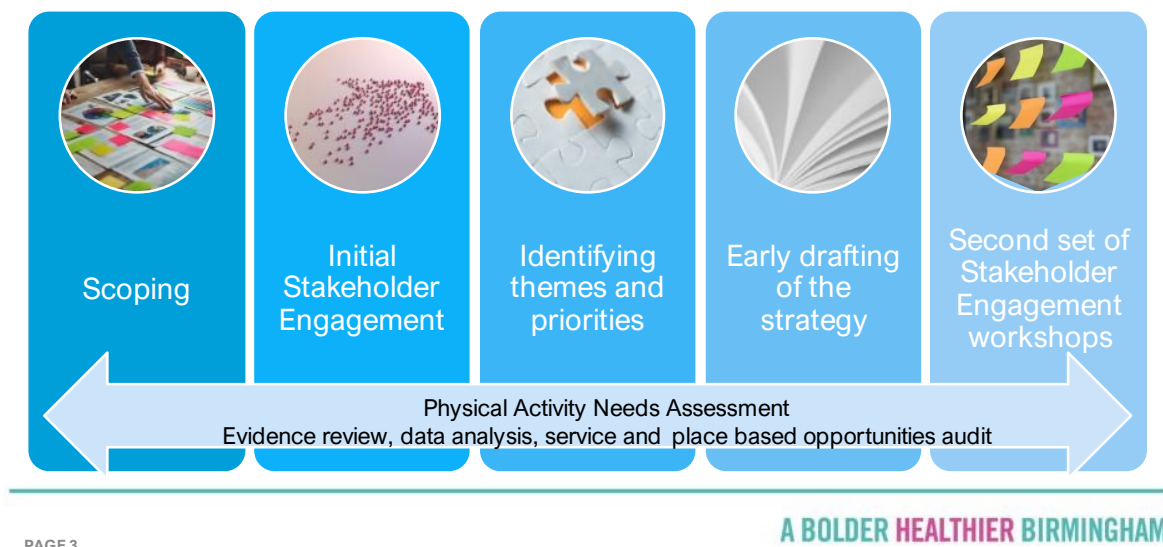 Scoping
Initial
Stakeholder
Engagement
Identifying
themes and
priorities
Early drafting
of the
strategy
Second set of
Stakeholder
Engagement
workshops
Physical Activity Needs Assessment
Evidence review, data analysis, service and place based opportunities audit
A BOLDER HEALTHIER BIRMINGHAM
PAGE 3